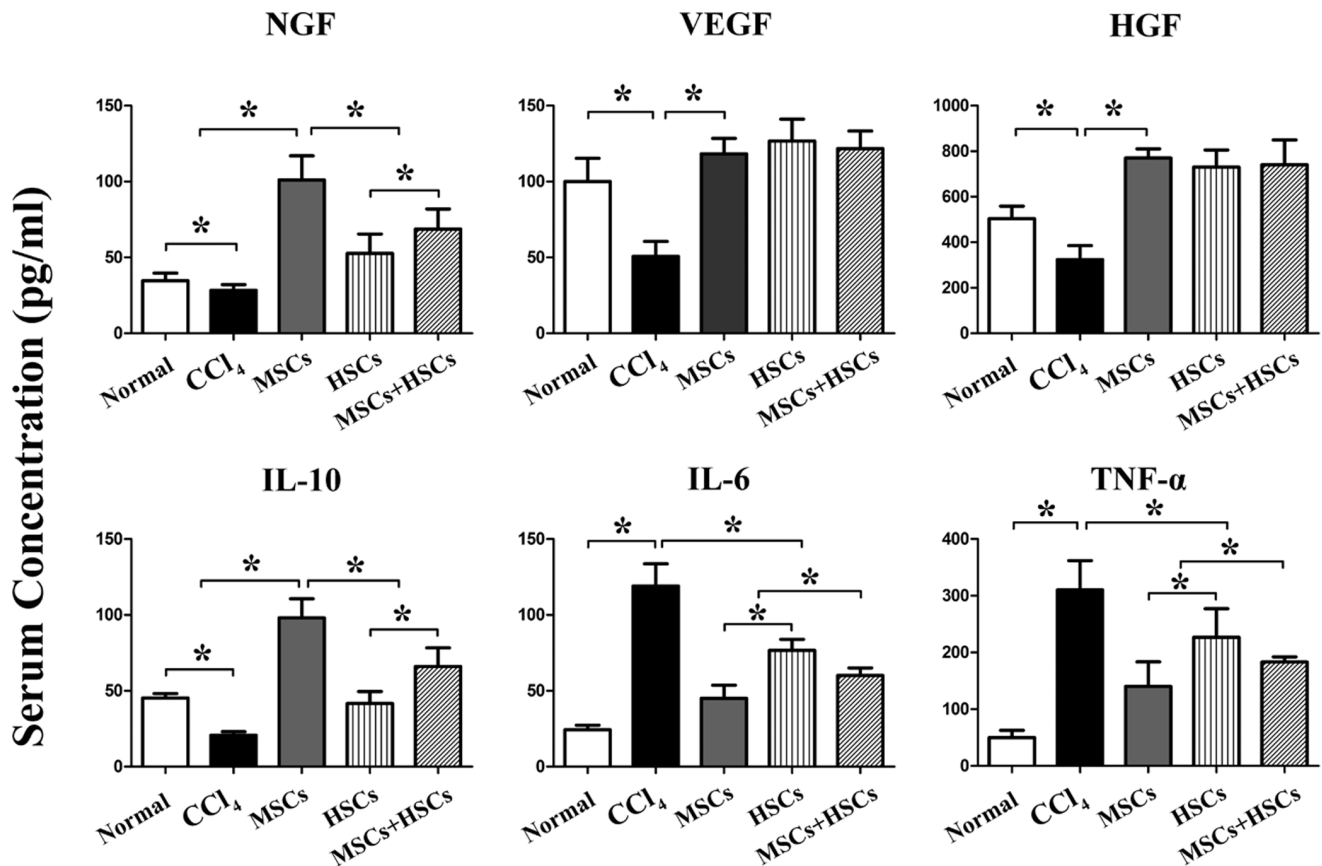 NGF
VEGF
HGF
Serum Concentration (pg/ml)
150
100
50
0
*
*
*
*
Normal
CCl₄
MSCs
HSCs
MSCs+HSCs
150
100
50
0
*
*
Normal
CCl₄
MSCs
HSCs
MSCs+HSCs
1000
800
600
400
200
0
*
*
Normal
CCl₄
MSCs
HSCs
MSCs+HSCs
IL-10
IL-6
TNF-α
150
100
50
0
*
*
*
*
Normal
CCl₄
MSCs
HSCs
MSCs+HSCs
150
100
50
0
*
*
*
*
Normal
CCl₄
MSCs
HSCs
MSCs+HSCs
400
300
200
100
0
*
*
*
*
Normal
CCl₄
MSCs
HSCs
MSCs+HSCs